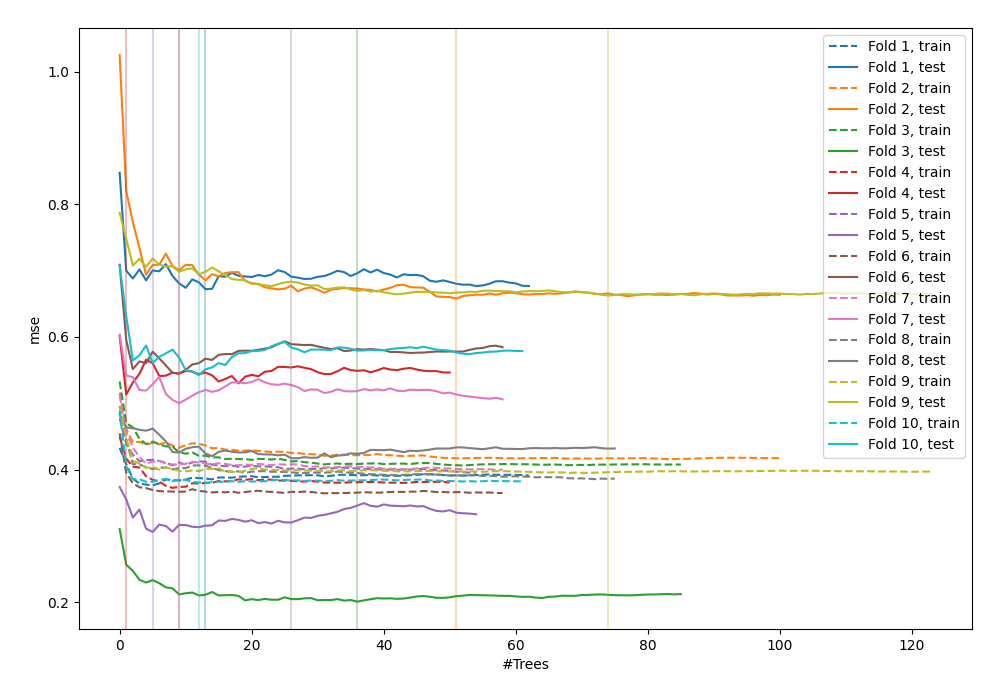 1.0
0.8
0.6
0.4
0.2
mse
0
20
40
60
80
100
120
#Trees
Fold 1, train
Fold 1, test
Fold 2, train
Fold 2, test
Fold 3, train
Fold 3, test
Fold 4, train
Fold 4, test
Fold 5, train
Fold 5, test
Fold 6, train
Fold 6, test
Fold 7, train
Fold 7, test
Fold 8, train
Fold 8, test
Fold 9, train
Fold 9, test
Fold 10, train
Fold 10, test